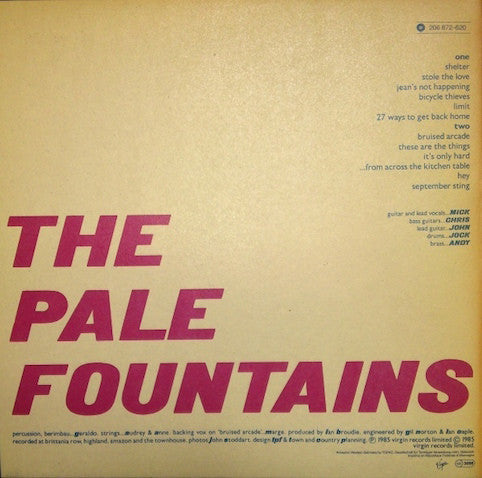 206 872-620
one
shelter
stole the love
jean's not happening
bicycle thieves
limit
27 ways to get back home
two
bruised arcade
these are the things
it's only hard
...from across the kitchen table
hey
september sting
guitar and lead vocals...MICK
bass guitars...CHRIS
lead guitar...JOHN
drums...JOCK
brass...ANDY
THE
PALE
FOUNTAINS
percussion, berimbau...geraldo. strings...audrey & anne. backing vox on 'bruised arcade'...marge. produced by ian broudie. engineered by gil norton & ian caple.
recorded at brittania row, highland, amazon and the townhouse. photos john stoddart. design tpf & town and country planning. ℗ 1985 virgin records limited © 1985
virgin records limited.
Virgin